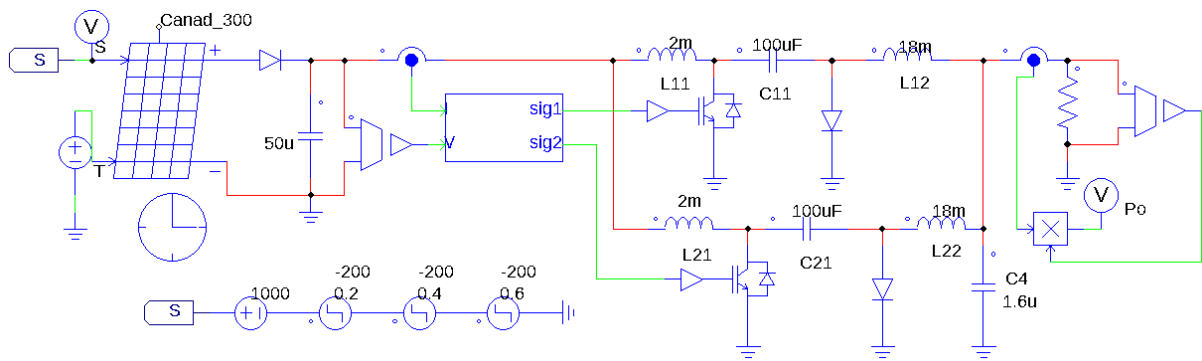 V
Canad_300
S
S
+
T
−
50u
I
V
sig1
sig2
2m
L11
100uF
C11
18m
L12
2m
L21
100uF
C21
18m
L22
C4
1.6u
V
Po
S
1000
-200
0.2
-200
0.4
-200
0.6